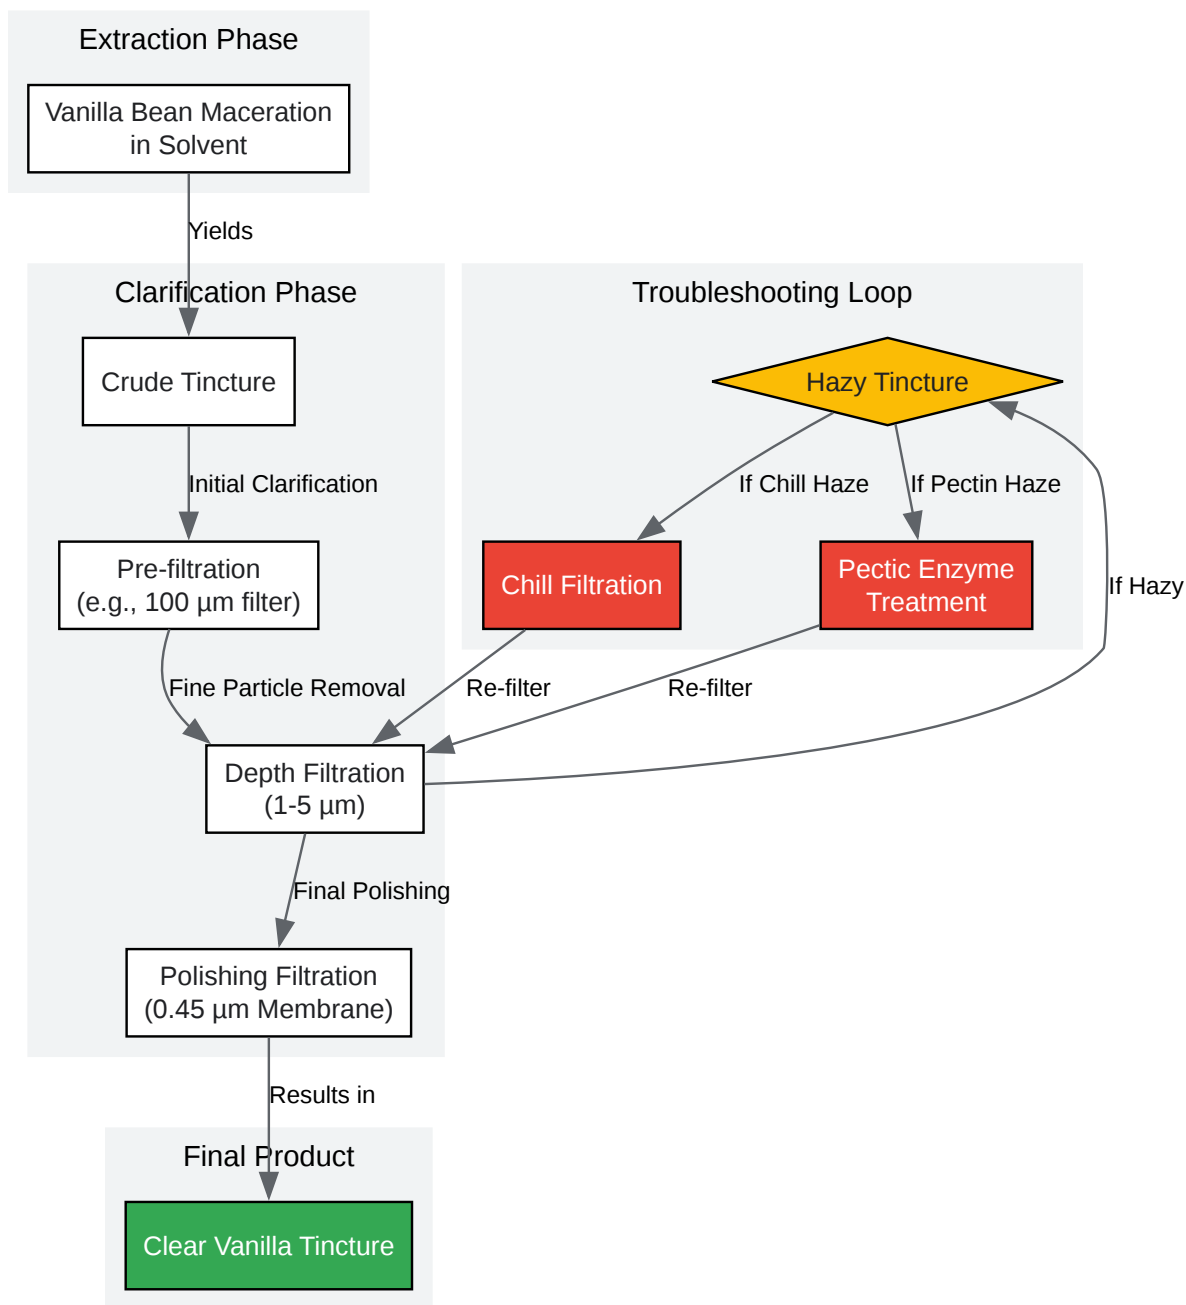 Extraction Phase
Vanilla Bean Maceration
in Solvent
Yields
Clarification Phase
Crude Tincture
Initial Clarification
Pre-filtration
(e.g., 100 µm filter)
Fine Particle Removal
Depth Filtration
(1-5 µm)
Final Polishing
Polishing Filtration
(0.45 µm Membrane)
Results in
Final Product
Clear Vanilla Tincture
Troubleshooting Loop
Hazy Tincture
If Chill Haze
If Pectin Haze
Chill Filtration
Pectic Enzyme
Treatment
If Hazy
Re-filter
Re-filter